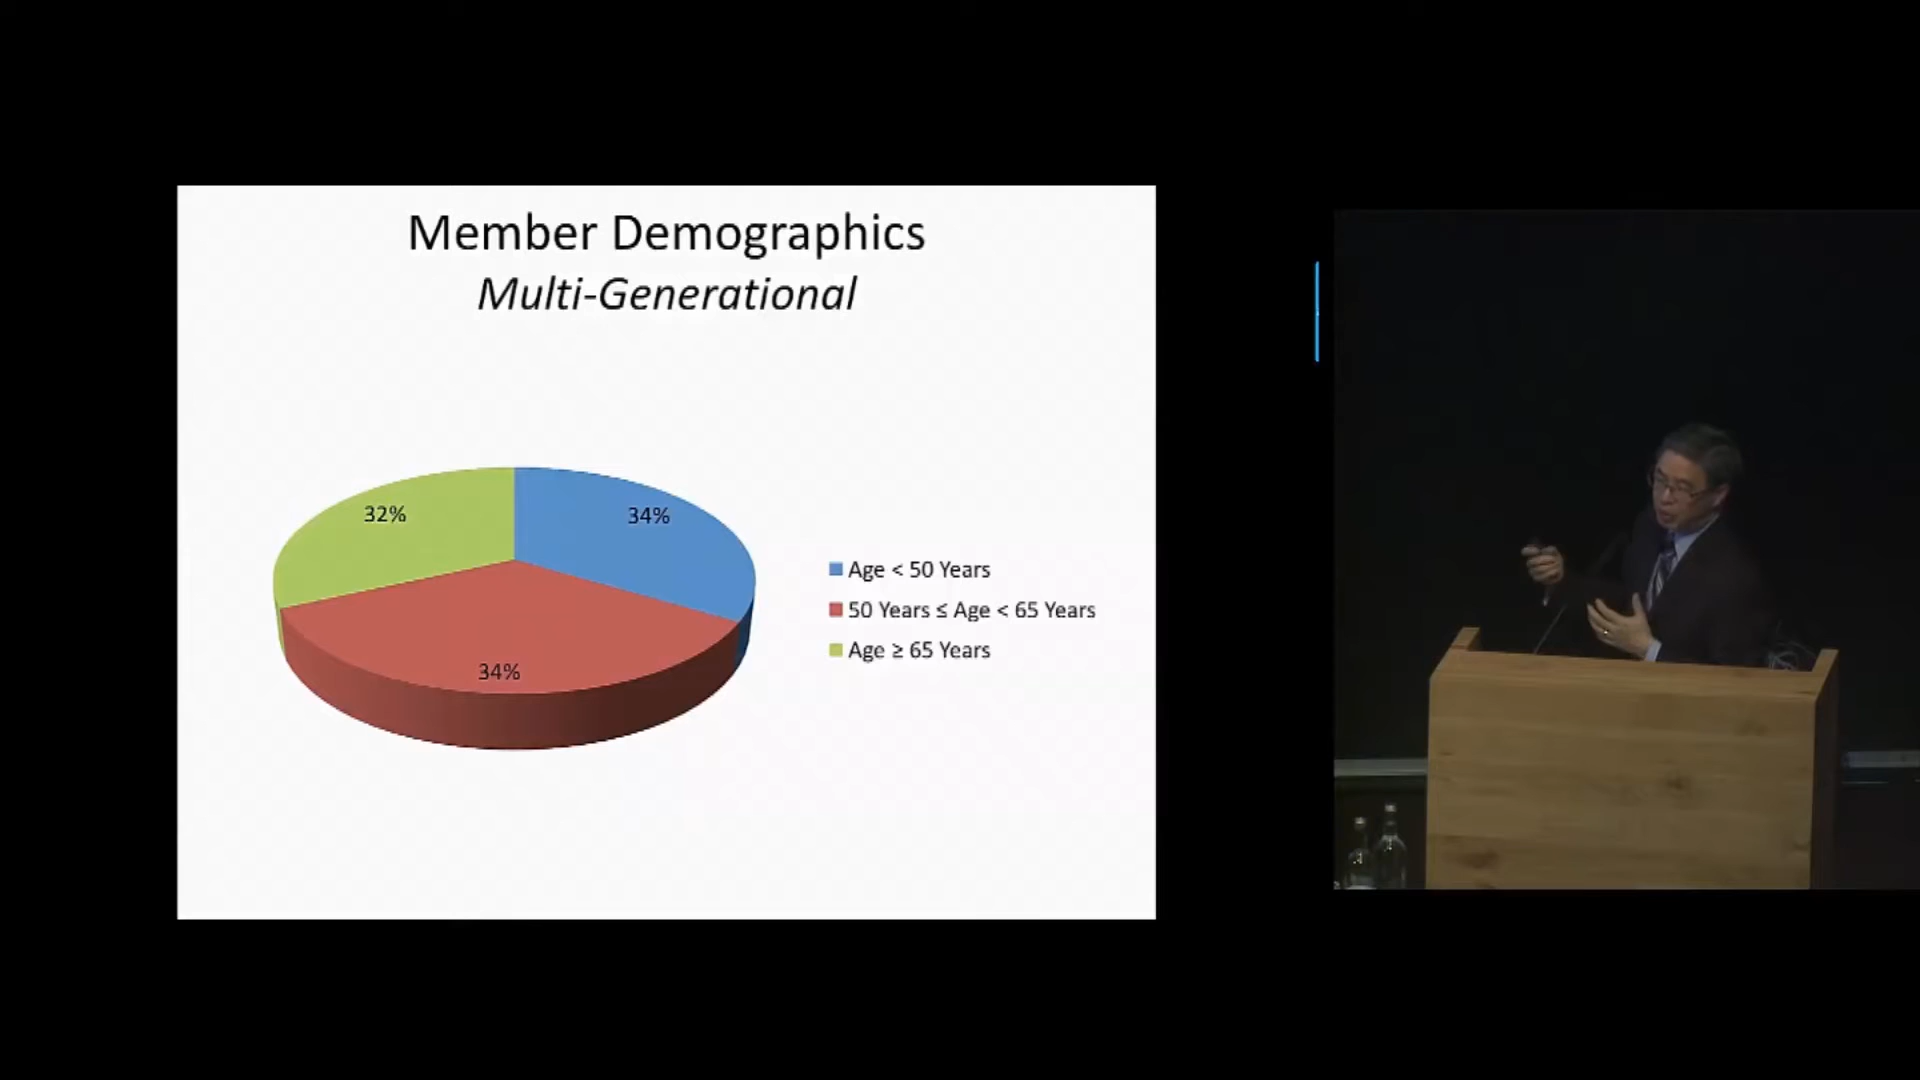 Member Demographics
Multi-Generational
32%
34%
34%
Age < 50 Years
50 Years ≤ Age < 65 Years
Age ≥ 65 Years